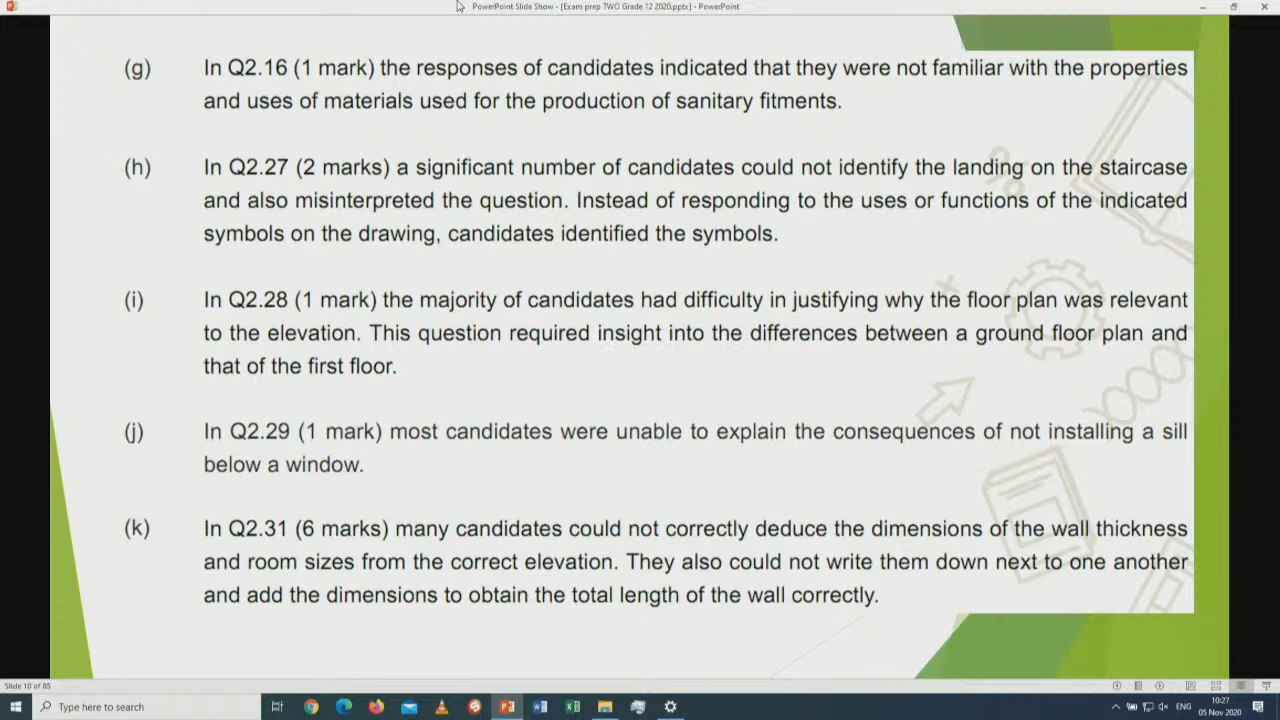 PowerPoint Slide Show - [Exam prep TWO Grade 12 2020.pptx] - PowerPoint
(g) In Q2.16 (1 mark) the responses of candidates indicated that they were not familiar with the properties
and uses of materials used for the production of sanitary fitments.
(h) In Q2.27 (2 marks) a significant number of candidates could not identify the landing on the staircase
and also misinterpreted the question. Instead of responding to the uses or functions of the indicated
symbols on the drawing, candidates identified the symbols.
(i) In Q2.28 (1 mark) the majority of candidates had difficulty in justifying why the floor plan was relevant
to the elevation. This question required insight into the differences between a ground floor plan and
that of the first floor.
(j) In Q2.29 (1 mark) most candidates were unable to explain the consequences of not installing a sill
below a window.
(k) In Q2.31 (6 marks) many candidates could not correctly deduce the dimensions of the wall thickness
and room sizes from the correct elevation. They also could not write them down next to one another
and add the dimensions to obtain the total length of the wall correctly.
Slide 10 of 85
Type here to search
ENG
10:27
05 Nov 2020